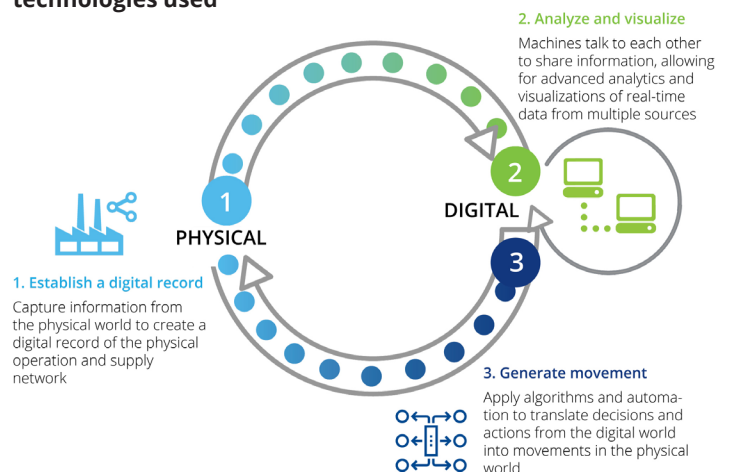 technologies used
2. Analyze and visualize
Machines talk to each other
to share information, allowing
for advanced analytics and
visualizations of real-time
data from multiple sources
1
PHYSICAL
2
DIGITAL
3
1. Establish a digital record
Capture information from
the physical world to create a
digital record of the physical
operation and supply
network
3. Generate movement
Apply algorithms and automa-
tion to translate decisions and
actions from the digital world
into movements in the physical
world